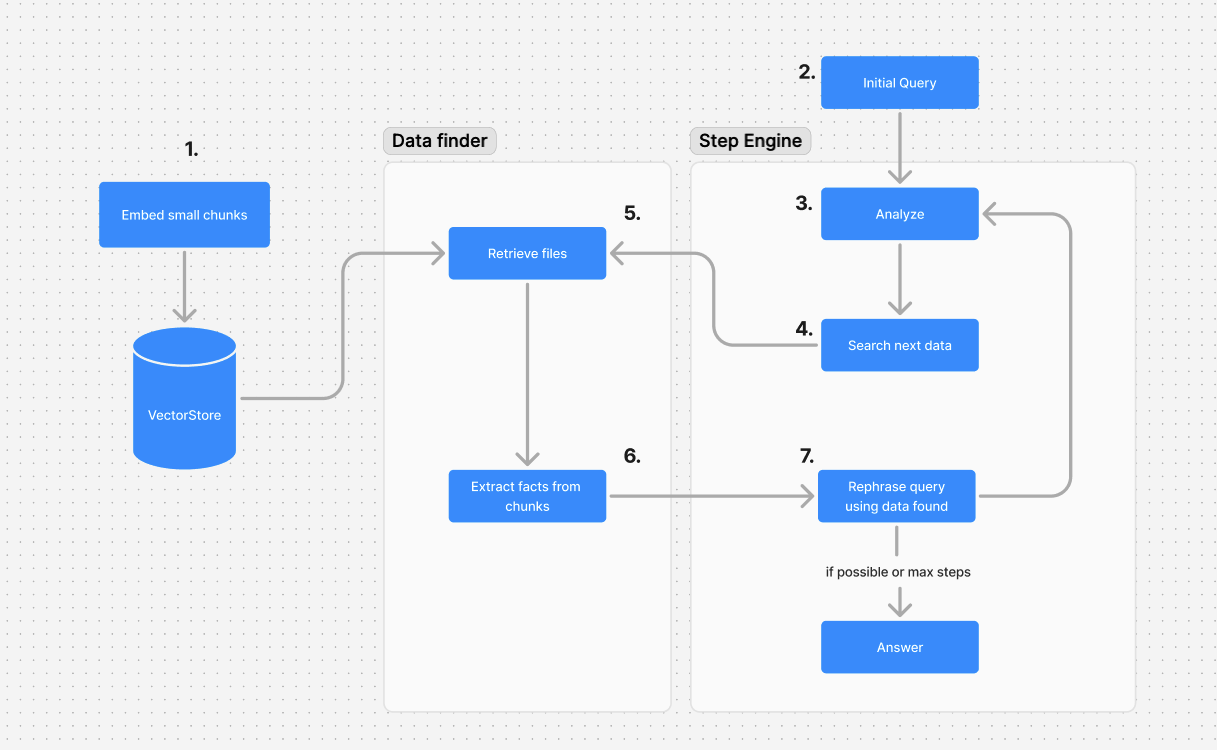 1.
Embed small chunks
VectorStore
Data finder
5.
Retrieve files
6.
Extract facts from
chunks
2.
Initial Query
Step Engine
3.
Analyze
4.
Search next data
7.
Rephrase query
using data found
if possible or max steps
Answer